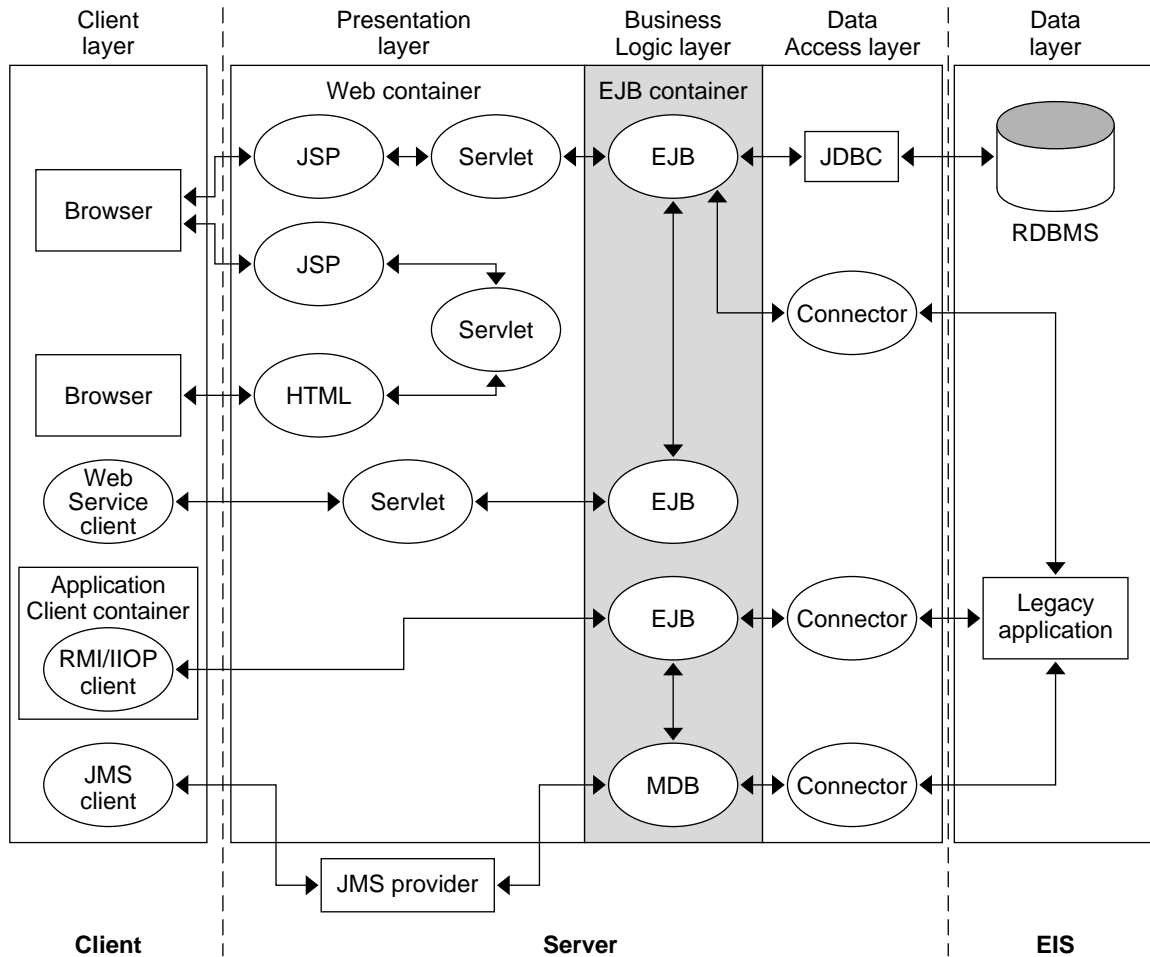 Client
layer
Presentation
layer
Business
Logic layer
Data
Access layer
Data
layer
Web container
EJB container
JSP
Servlet
EJB
JDBC
RDBMS
Browser
JSP
Servlet
Connector
Browser
HTML
Web
Service
client
Servlet
EJB
Application
Client container
RMI/IIOP
client
EJB
Connector
Legacy
application
JMS
client
MDB
Connector
JMS provider
Client
Server
EIS